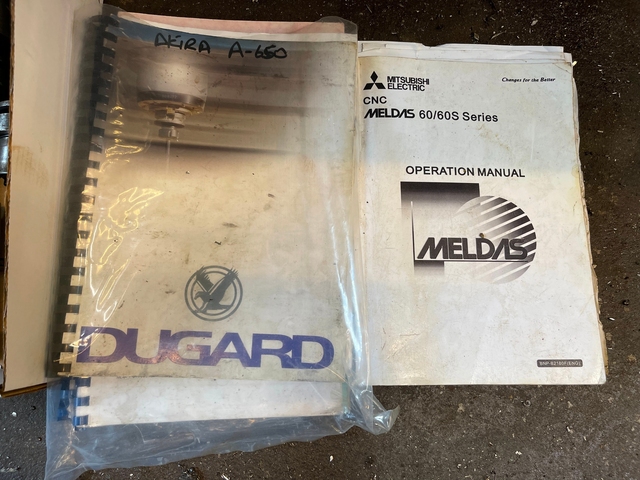 AKIRA A-650
DUGARD
MITSUBISHI
ELECTRIC
Changes for the Better
CNC
MELDAS 60/60S Series
OPERATION MANUAL
MELDAS